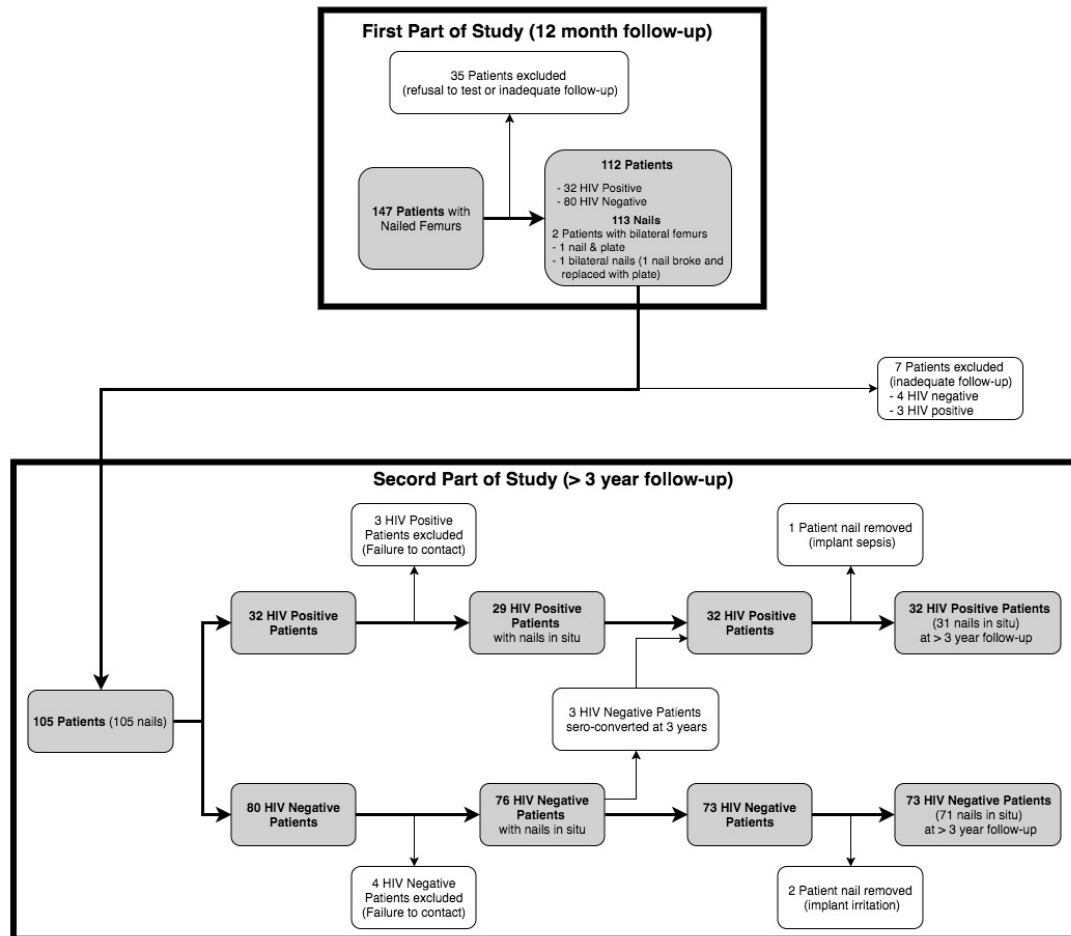 First Part of Study (12 month follow-up)
35 Patients excluded
(refusal to test or inadequate follow-up)
147 Patients with
Nailed Femurs
112 Patients
- 32 HIV Positive
- 80 HIV Negative
113 Nails
2 Patients with bilateral femurs
- 1 nail & plate
- 1 bilateral nails (1 nail broke and
replaced with plate)
7 Patients excluded
(inadequate follow-up)
- 4 HIV negative
- 3 HIV positive
Secord Part of Study (> 3 year follow-up)
3 HIV Positive
Patients excluded
(Failure to contact)
1 Patient nail removed
(implant sepsis)
32 HIV Positive
Patients
29 HIV Positive
Patients
with nails in situ
32 HIV Positive
Patients
32 HIV Positive Patients
(31 nails in situ)
at > 3 year follow-up
105 Patients (105 nails)
3 HIV Negative Patients
sero-converted at 3 years
80 HIV Negative
Patients
76 HIV Negative
Patients
with nails in situ
73 HIV Negative
Patients
73 HIV Negative Patients
(71 nails in situ)
at > 3 year follow-up
4 HIV Negative
Patients excluded
(Failure to contact)
2 Patient nail removed
(implant irritation)